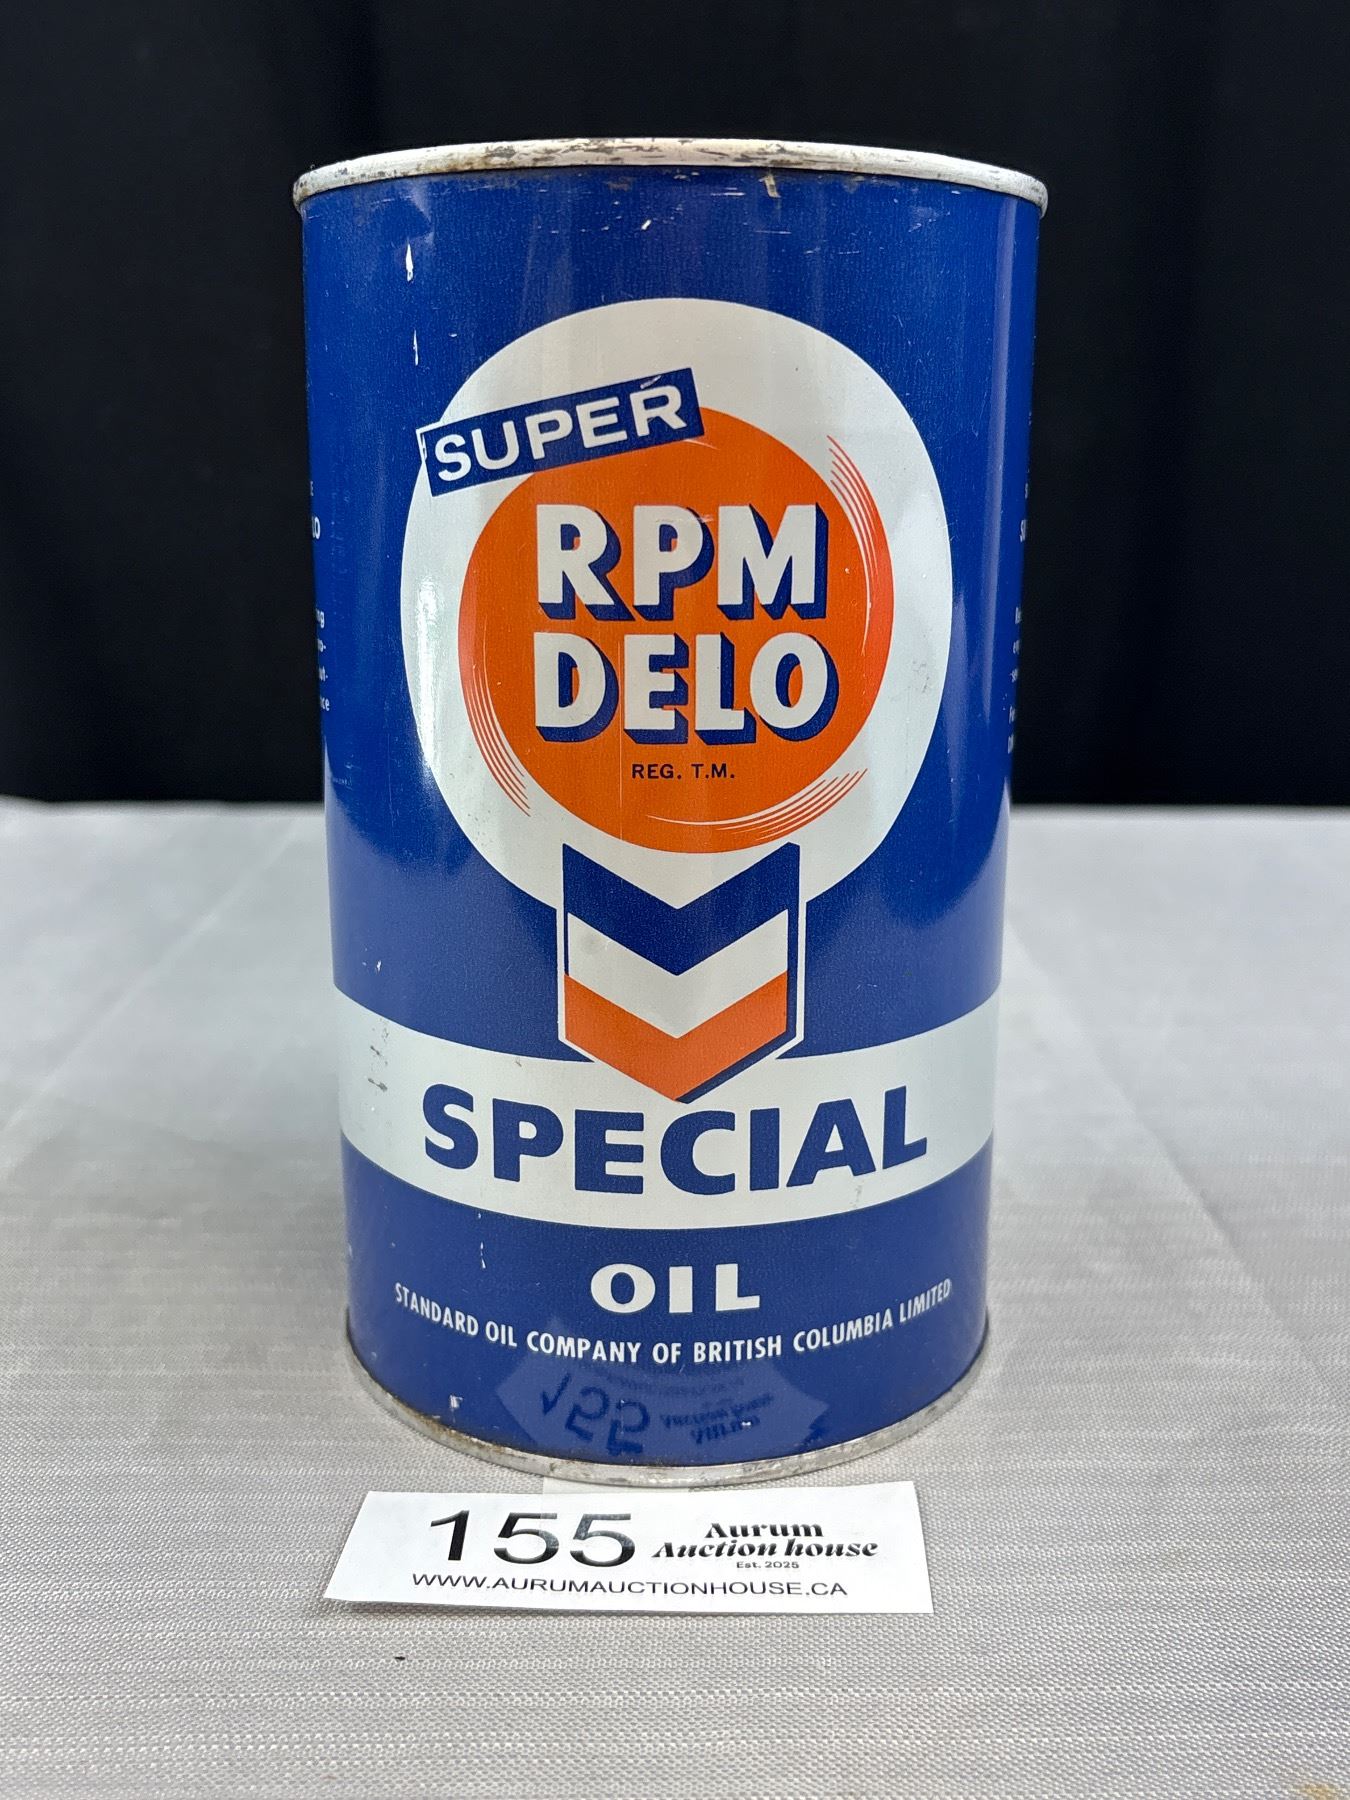 SUPER
RPM
DELO
REG. T.M.
SPECIAL
OIL
STANDARD OIL COMPANY OF BRITISH COLUMBIA LIMITED
155
Aurum
Auction house
Est. 2025
WWW.AURUMAUCTIONHOUSE.CA